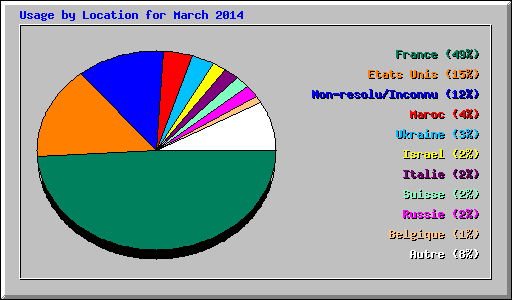 Usage by Location for March 2014
France (49%)
Etats Unis (15%)
Non-resolu/Inconnu (12%)
Maroc (4%)
Ukraine (3%)
Israel (2%)
Italie (2%)
Suisse (2%)
Russie (2%)
Belgique (1%)
Autre (8%)